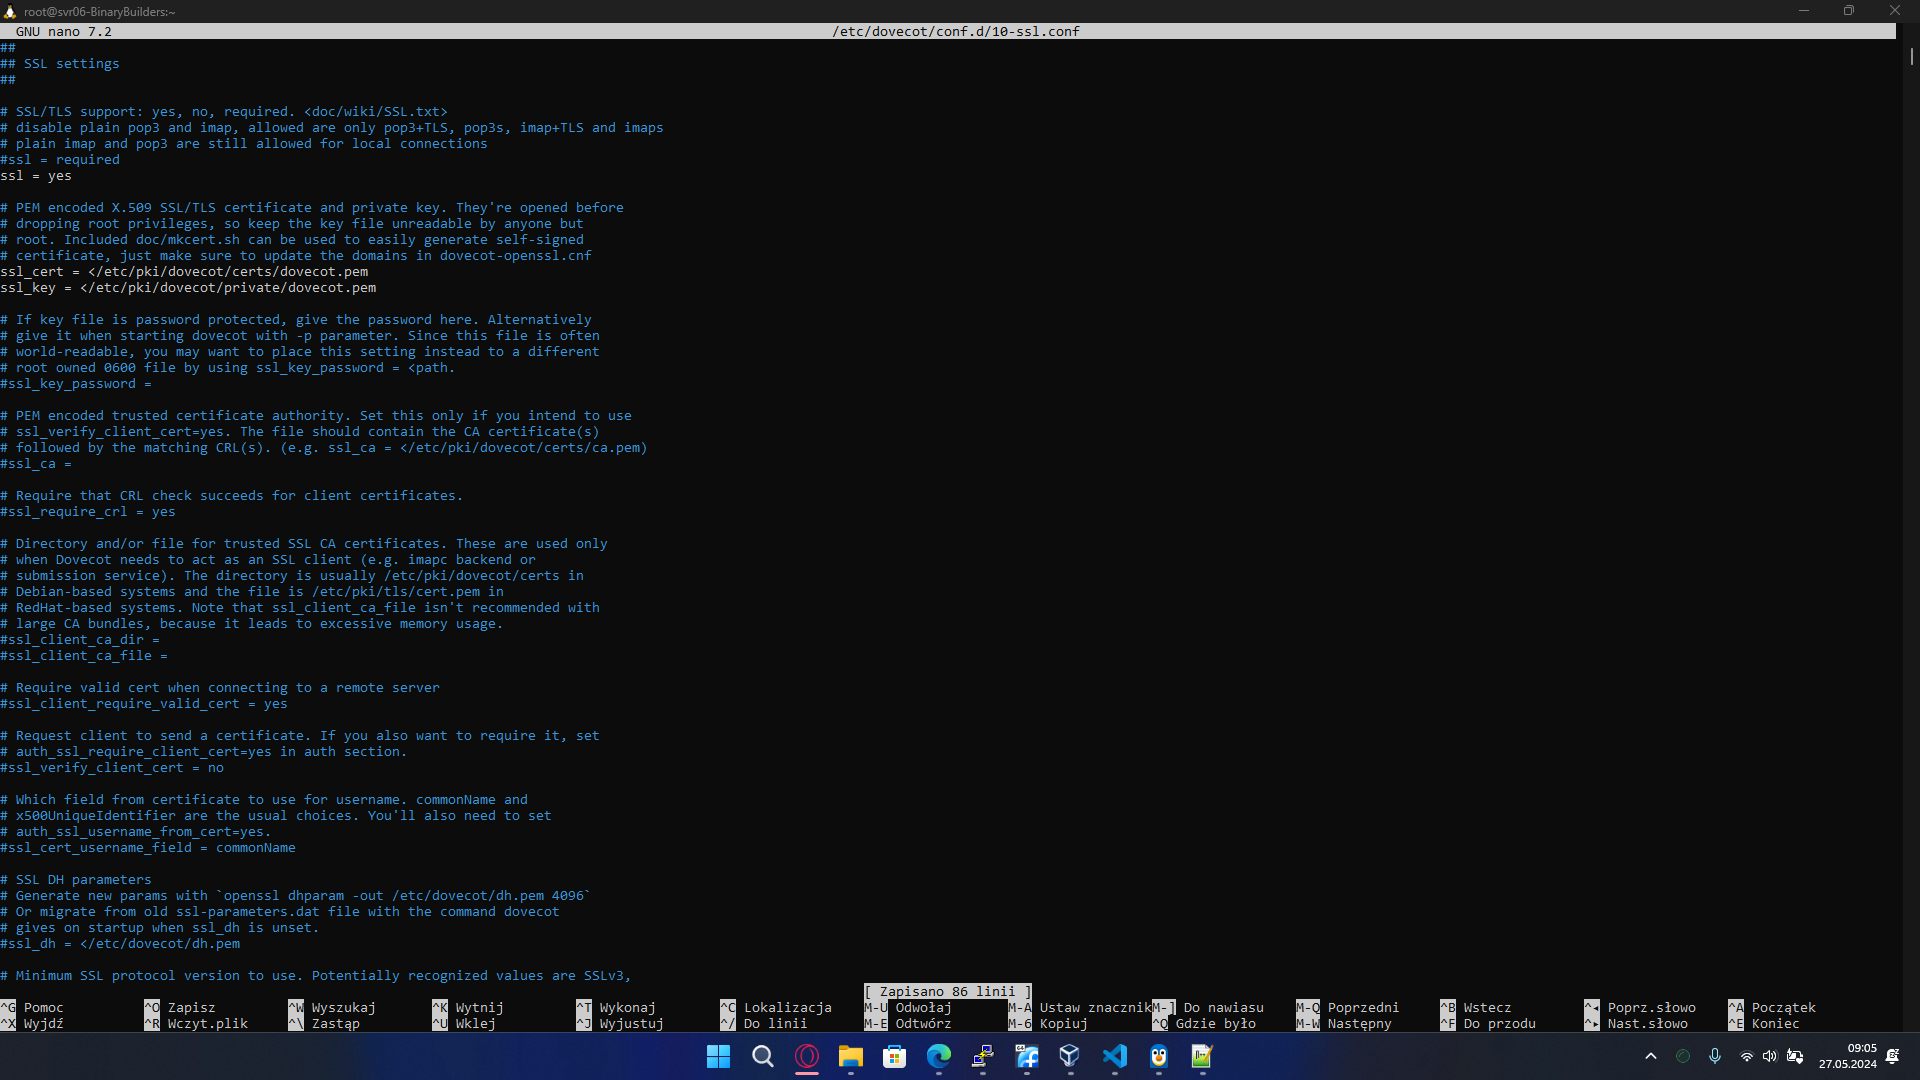 root@svr06-BinaryBuilders:~
GNU nano 7.2 /etc/dovecot/conf.d/10-ssl.conf
##
## SSL settings
##
# SSL/TLS support: yes, no, required. <doc/wiki/SSL.txt>
# disable plain pop3 and imap, allowed are only pop3+TLS, pop3s, imap+TLS and imaps
# plain imap and pop3 are still allowed for local connections
#ssl = required
ssl = yes
# PEM encoded X.509 SSL/TLS certificate and private key. They're opened before
# dropping root privileges, so keep the key file unreadable by anyone but
# root. Included doc/mkcert.sh can be used to easily generate self-signed
# certificate, just make sure to update the domains in dovecot-openssl.cnf
ssl_cert = </etc/pki/dovecot/certs/dovecot.pem
ssl_key = </etc/pki/dovecot/private/dovecot.pem
# If key file is password protected, give the password here. Alternatively
# give it when starting dovecot with -p parameter. Since this file is often
# world-readable, you may want to place this setting instead to a different
# root owned 0600 file by using ssl_key_password = <path.
#ssl_key_password =
# PEM encoded trusted certificate authority. Set this only if you intend to use
# ssl_verify_client_cert=yes. The file should contain the CA certificate(s)
# followed by the matching CRL(s). (e.g. ssl_ca = </etc/pki/dovecot/certs/ca.pem)
#ssl_ca =
# Require that CRL check succeeds for client certificates.
#ssl_require_crl = yes
# Directory and/or file for trusted SSL CA certificates. These are used only
# when Dovecot needs to act as an SSL client (e.g. imapc backend or
# submission service). The directory is usually /etc/pki/dovecot/certs in
# Debian-based systems and the file is /etc/pki/tls/cert.pem in
# RedHat-based systems. Note that ssl_client_ca_file isn't recommended with
# large CA bundles, because it leads to excessive memory usage.
#ssl_client_ca_dir =
#ssl_client_ca_file =
# Require valid cert when connecting to a remote server
#ssl_client_require_valid_cert = yes
# Request client to send a certificate. If you also want to require it, set
# auth_ssl_require_client_cert=yes in auth section.
#ssl_verify_client_cert = no
# Which field from certificate to use for username. commonName and
# x500UniqueIdentifier are the usual choices. You'll also need to set
# auth_ssl_username_from_cert=yes.
#ssl_cert_username_field = commonName
# SSL DH parameters
# Generate new params with `openssl dhparam -out /etc/dovecot/dh.pem 4096`
# Or migrate from old ssl-parameters.dat file with the command dovecot
# gives on startup when ssl_dh is unset.
#ssl_dh = </etc/dovecot/dh.pem
# Minimum SSL protocol version to use. Potentially recognized values are SSLv3,
[ Zapisano 86 linii ]
^G Pomoc ^O Zapisz ^W Wyszukaj ^K Wytnij ^T Wykonaj ^C Lokalizacja M-U Odwołaj M-A Ustaw znacznik M-] Do nawiasu M-Q Poprzedni ^B Wstecz ^◂ Poprz.słowo ^A Początek
^X Wyjdź ^R Wczyt.plik ^\ Zastąp ^U Wklej ^J Wyjustuj ^/ Do linii M-E Odtwórz M-6 Kopiuj ^Q Gdzie było M-W Następny ^F Do przodu ^▸ Nast.słowo ^E Koniec
64
09:05
27.05.2024